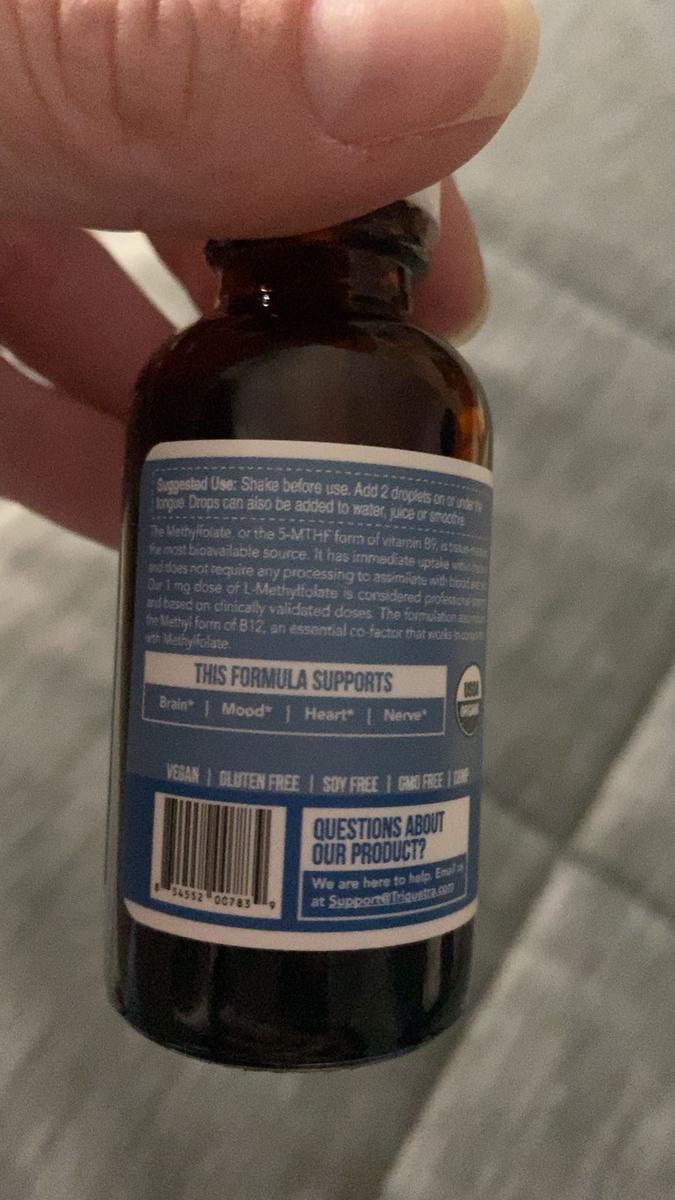 Suggested Use: Shake before use. Add 2 droplets on or under the
tongue. Drops can also be added to water, juice or smoothie.
The Methylfolate, or the 5-MTHF form of vitamin B9, is
the most bioavailable source. It has immediate uptake
and does not require any processing to assimilate with blood and
Our 1 mg dose of L-Methylfolate is considered
and based on clinically validated doses. The formulation
the Methyl form of B12, an essential co-factor that works
with Methylfolate.
THIS FORMULA SUPPORTS
Brain* | Mood* | Heart* | Nerve*
USDA
ORGANIC
VEGAN | GLUTEN FREE | SOY FREE | GMO FREE |
QUESTIONS ABOUT
OUR PRODUCT?
We are here to help. Email us
at Support@Triquetra.com
8 54552 00783 9